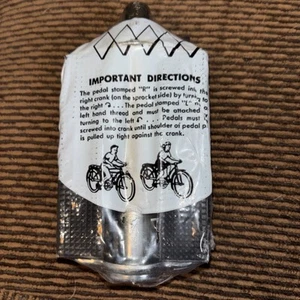 IMPORTANT DIRECTIONS
The pedal stamped "R" is screwed into the
right crank (on the sprocket side) by turning to
the right . . . The pedal stamped "L"
left hand thread and must be attached
turning to the left . . . Pedals must
screwed into crank until shoulder of pedal
is pulled up tight against the crank.